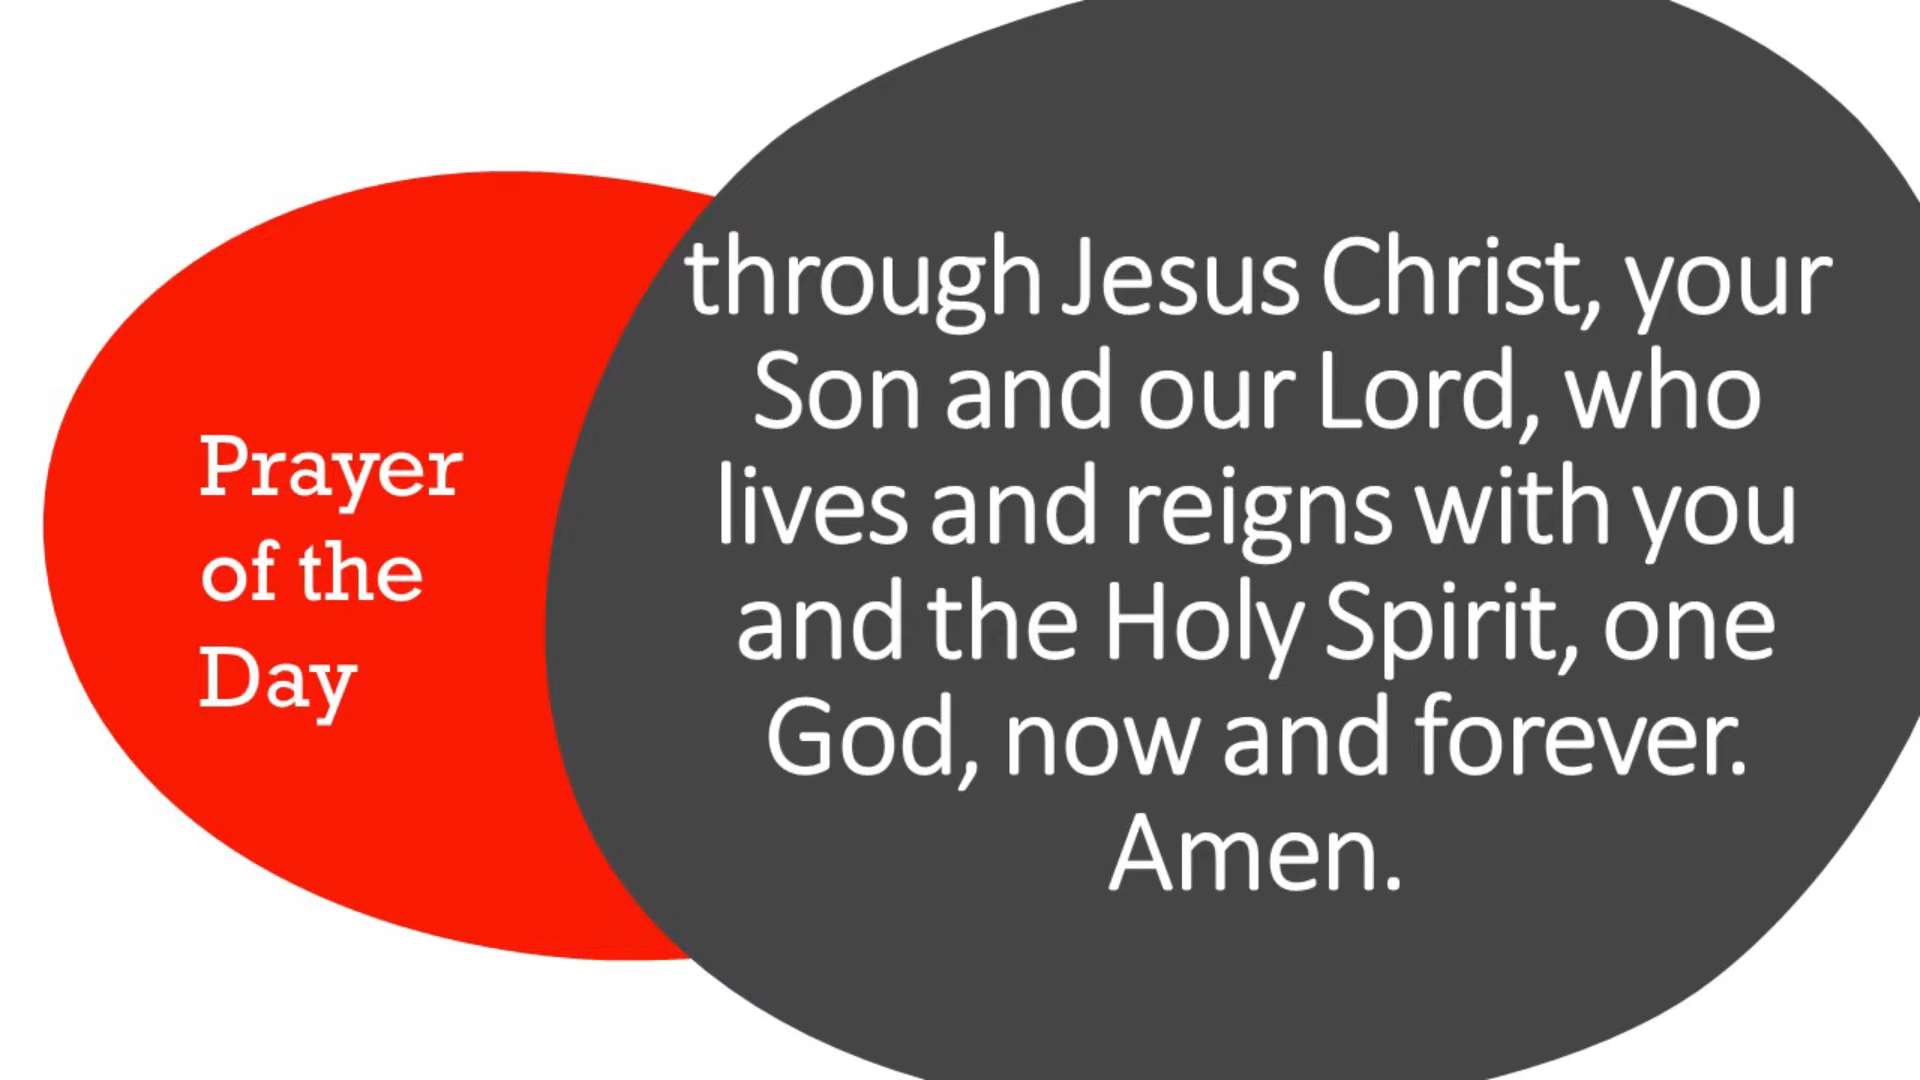 Prayer
of the
Day
through Jesus Christ, your
Son and our Lord, who
lives and reigns with you
and the Holy Spirit, one
God, now and forever.
Amen.